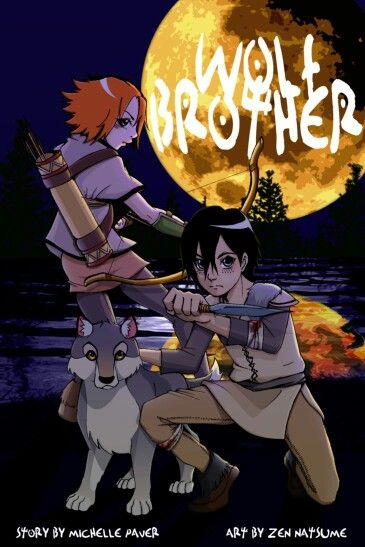 WOLF
BROTHER
STORY BY MICHELLE PAVER
ART BY ZEN NATSUME